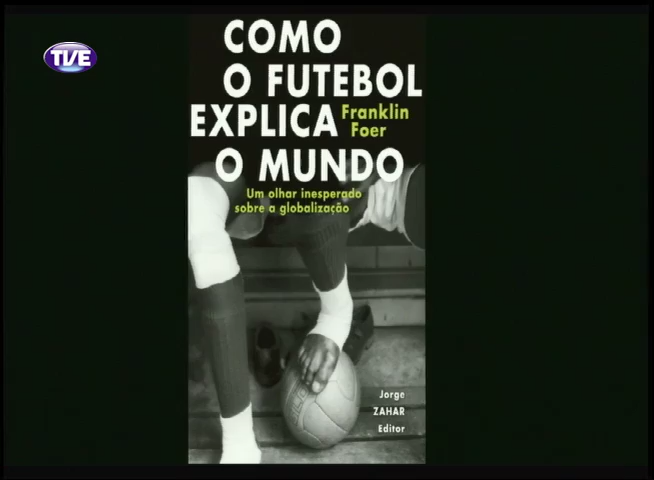 TVE
COMO
O FUTEBOL
EXPLICA
Franklin
Foer
O MUNDO
Um olhar inesperado
sobre a globalização
Jorge
ZAHAR
Editor